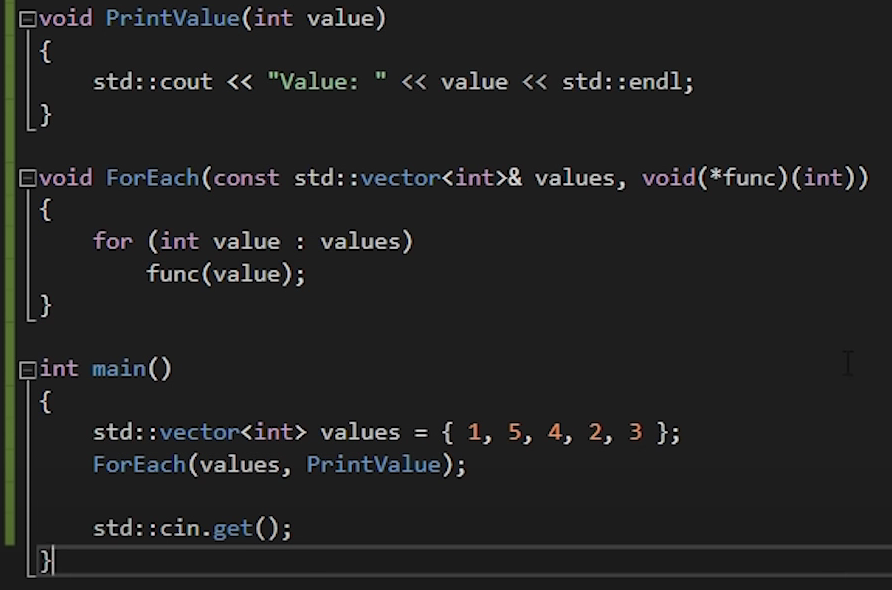 void PrintValue(int value)
{
    std::cout << "Value: " << value << std::endl;
}

void ForEach(const std::vector<int>& values, void(*func)(int))
{
    for (int value : values)
        func(value);
}

int main()
{
    std::vector<int> values = { 1, 5, 4, 2, 3 };
    ForEach(values, PrintValue);

    std::cin.get();
}